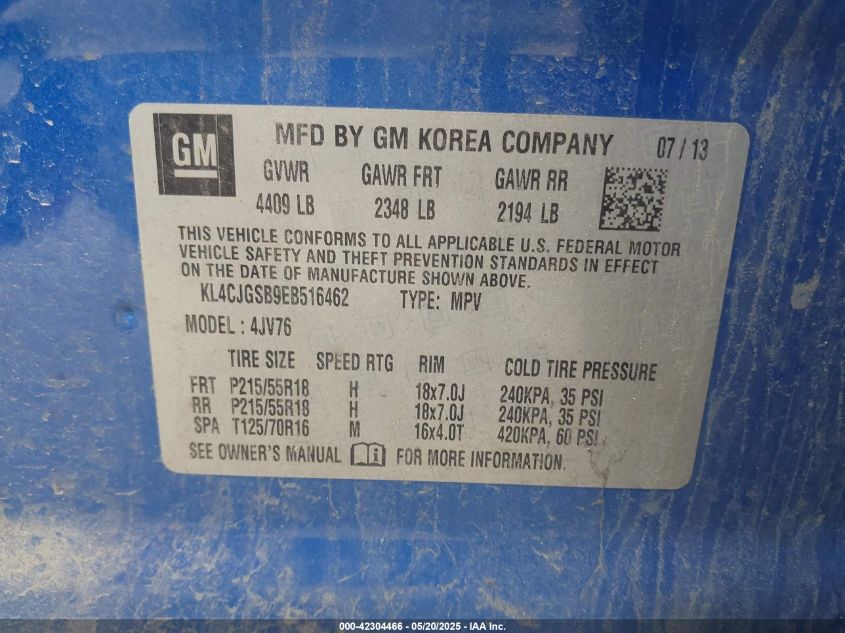 GM MFD BY GM KOREA COMPANY 07/13
GVWR GAWR FRT GAWR RR
4409 LB 2348 LB 2194 LB
THIS VEHICLE CONFORMS TO ALL APPLICABLE U.S. FEDERAL MOTOR
VEHICLE SAFETY AND THEFT PREVENTION STANDARDS IN EFFECT
ON THE DATE OF MANUFACTURE SHOWN ABOVE.
KL4CJGSB9EB516462 TYPE: MPV
MODEL: 4JV76
TIRE SIZE SPEED RTG RIM COLD TIRE PRESSURE
FRT P215/55R18 H 18x7.0J 240KPA, 35 PSI
RR P215/55R18 H 18x7.0J 240KPA, 35 PSI
SPA T125/70R16 M 16x4.0T 420KPA, 60 PSI
SEE OWNER'S MANUAL FOR MORE INFORMATION.
000-42304466 - 05/20/2025 - IAA Inc.